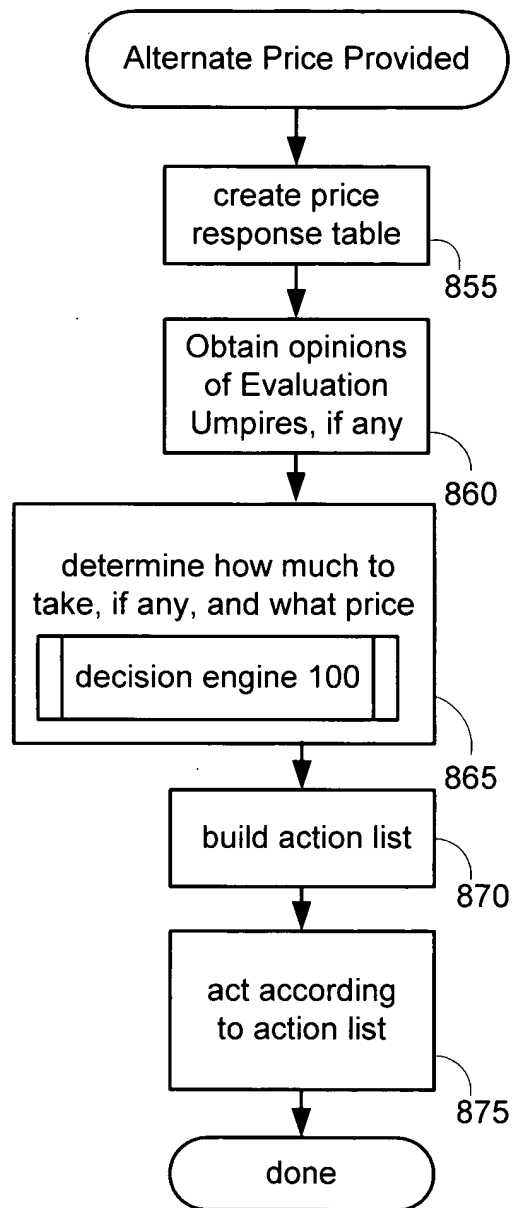 Alternate Price Provided
create price
response table
855
Obtain opinions
of Evaluation
Umpires, if any
860
determine how much to
take, if any, and what price
decision engine 100
865
build action list
870
act according
to action list
875
done